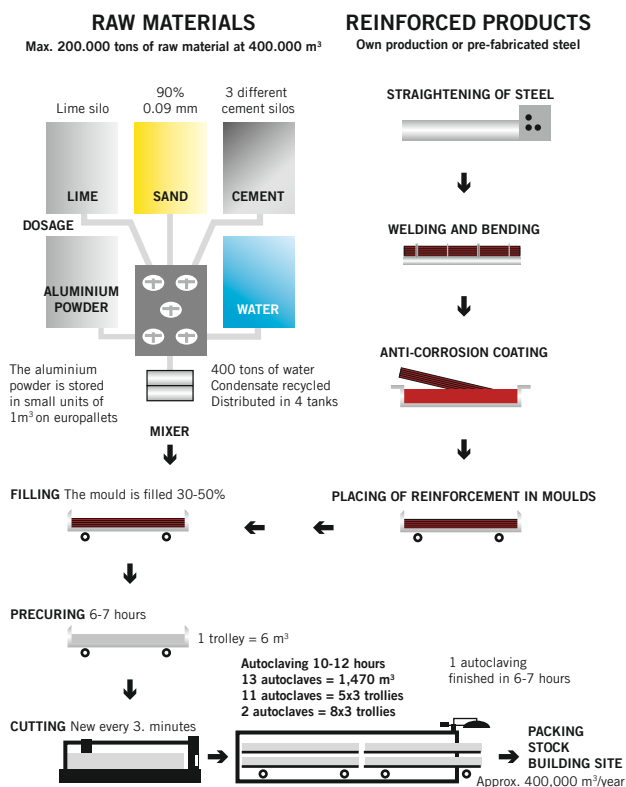 RAW MATERIALS
Max. 200.000 tons of raw material at 400.000 m³
REINFORCED PRODUCTS
Own production or pre-fabricated steel
Lime silo
90%
0.09 mm
3 different
cement silos
LIME
SAND
CEMENT
DOSAGE
ALUMINIUM
POWDER
WATER
The aluminium
powder is stored
in small units of
1m³ on europallets
400 tons of water
Condensate recycled
Distributed in 4 tanks
MIXER
STRAIGHTENING OF STEEL
WELDING AND BENDING
ANTI-CORROSION COATING
PLACING OF REINFORCEMENT IN MOULDS
FILLING The mould is filled 30-50%
PRECURING 6-7 hours
1 trolley = 6 m³
CUTTING New every 3. minutes
Autoclaving 10-12 hours
13 autoclaves = 1,470 m³
11 autoclaves = 5x3 trollies
2 autoclaves = 8x3 trollies
1 autoclaving
finished in 6-7 hours
PACKING
STOCK
BUILDING SITE
Approx. 400,000 m³/year